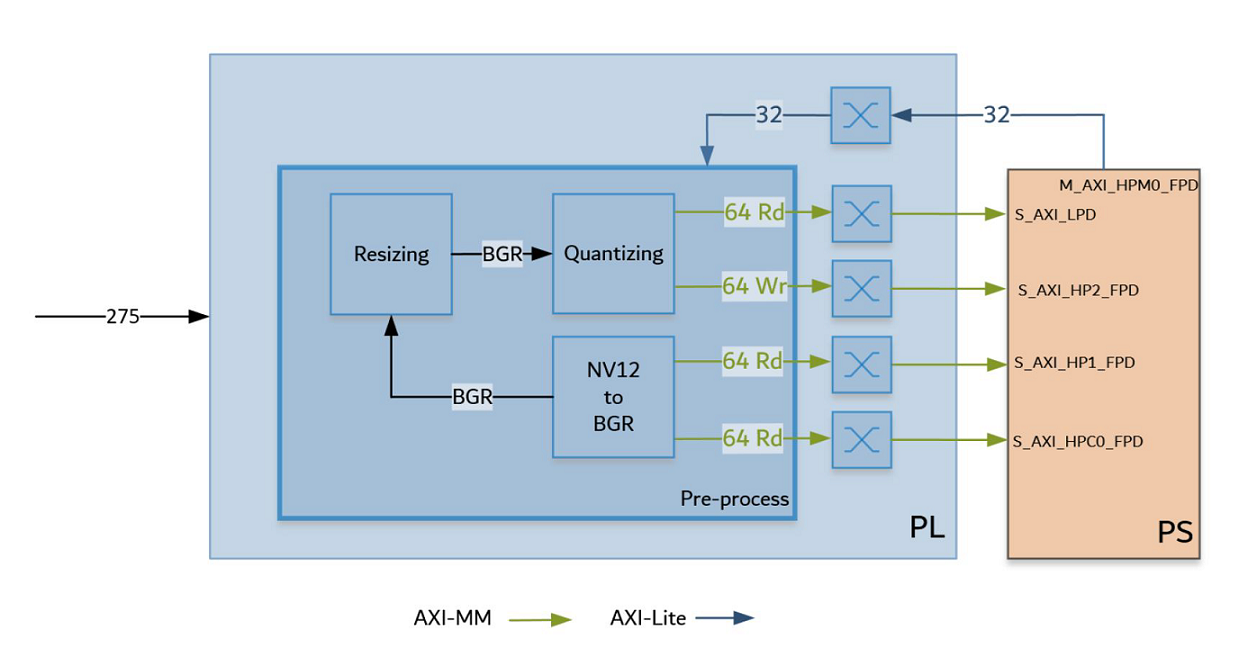 32
32
M_AXI_HPM0_FPD
Resizing
BGR
Quantizing
64 Rd
S_AXI_LPD
64 Wr
S_AXI_HP2_FPD
275
NV12
to
BGR
64 Rd
S_AXI_HP1_FPD
BGR
64 Rd
S_AXI_HPC0_FPD
Pre-process
PL
PS
AXI-MM
AXI-Lite